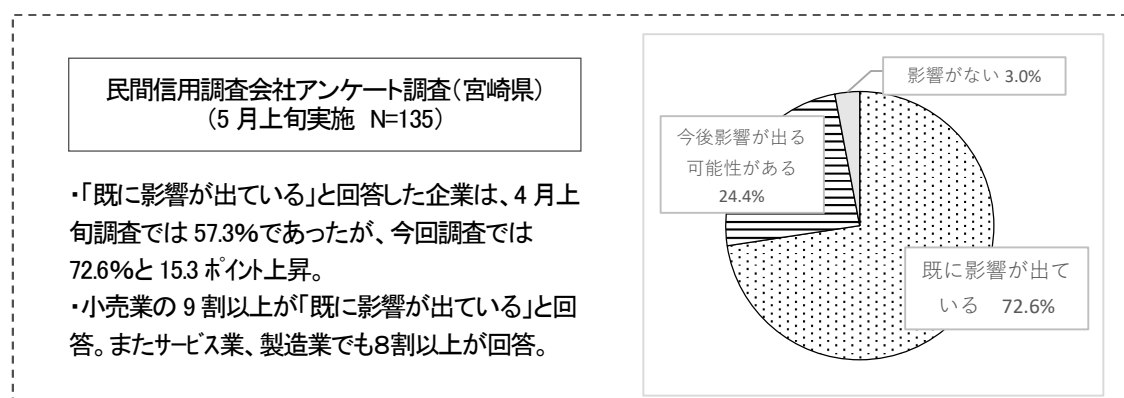 民間信用調査会社アンケート調査(宮崎県)
(5 月上旬実施 N=135)
・「既に影響が出ている」と回答した企業は、4 月上
旬調査では 57.3%であったが、今回調査では
72.6%と 15.3 ポイント上昇。
・小売業の 9 割以上が「既に影響が出ている」と回
答。またサービス業、製造業でも8割以上が回答。
影響がない 3.0%
今後影響が出る
可能性がある
24.4%
既に影響が出て
いる 72.6%